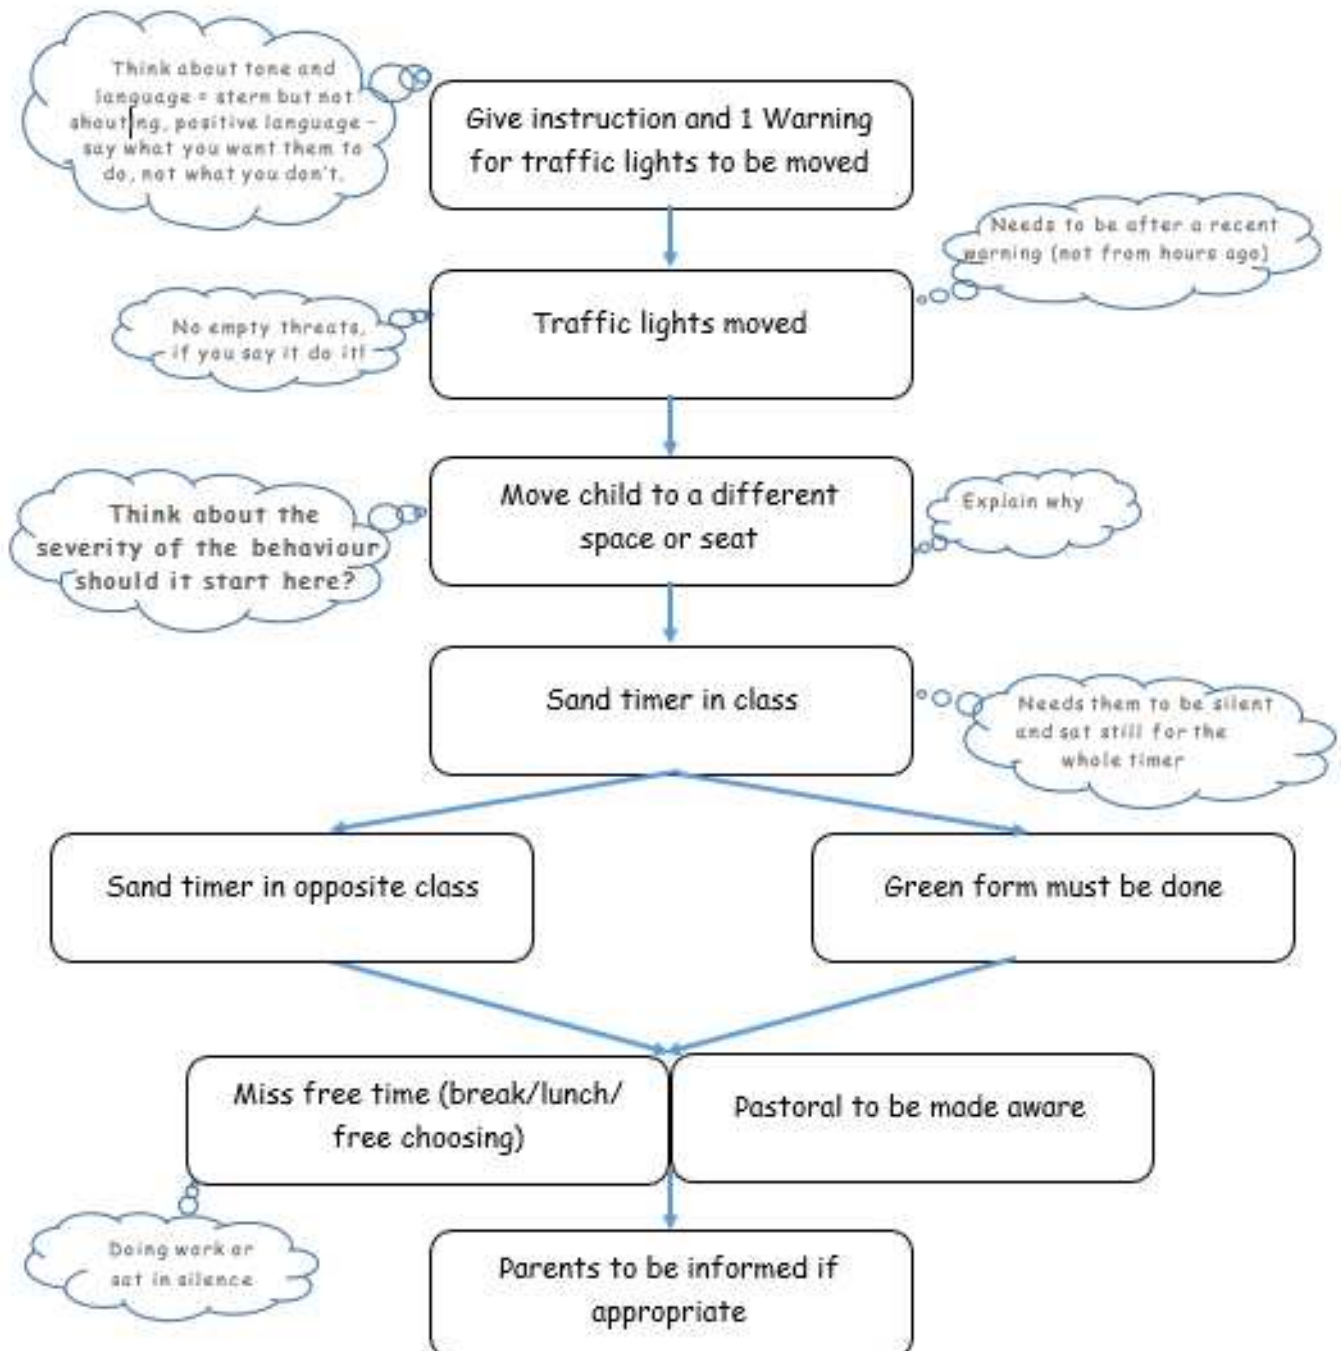 Think about tone and
language = stern but not
shouting, positive language –
say what you want them to
do, not what you don't.
Give instruction and 1 Warning
for traffic lights to be moved
Needs to be after a recent
warning (not from hours ago)
Traffic lights moved
No empty threats,
if you say it do it!
Move child to a different
space or seat
Explain why
Think about the
severity of the behaviour
should it start here?
Sand timer in class
Needs them to be silent
and sat still for the
whole timer
Sand timer in opposite class
Green form must be done
Miss free time (break/lunch/
free choosing)
Pastoral to be made aware
Doing work or
sat in silence
Parents to be informed if
appropriate